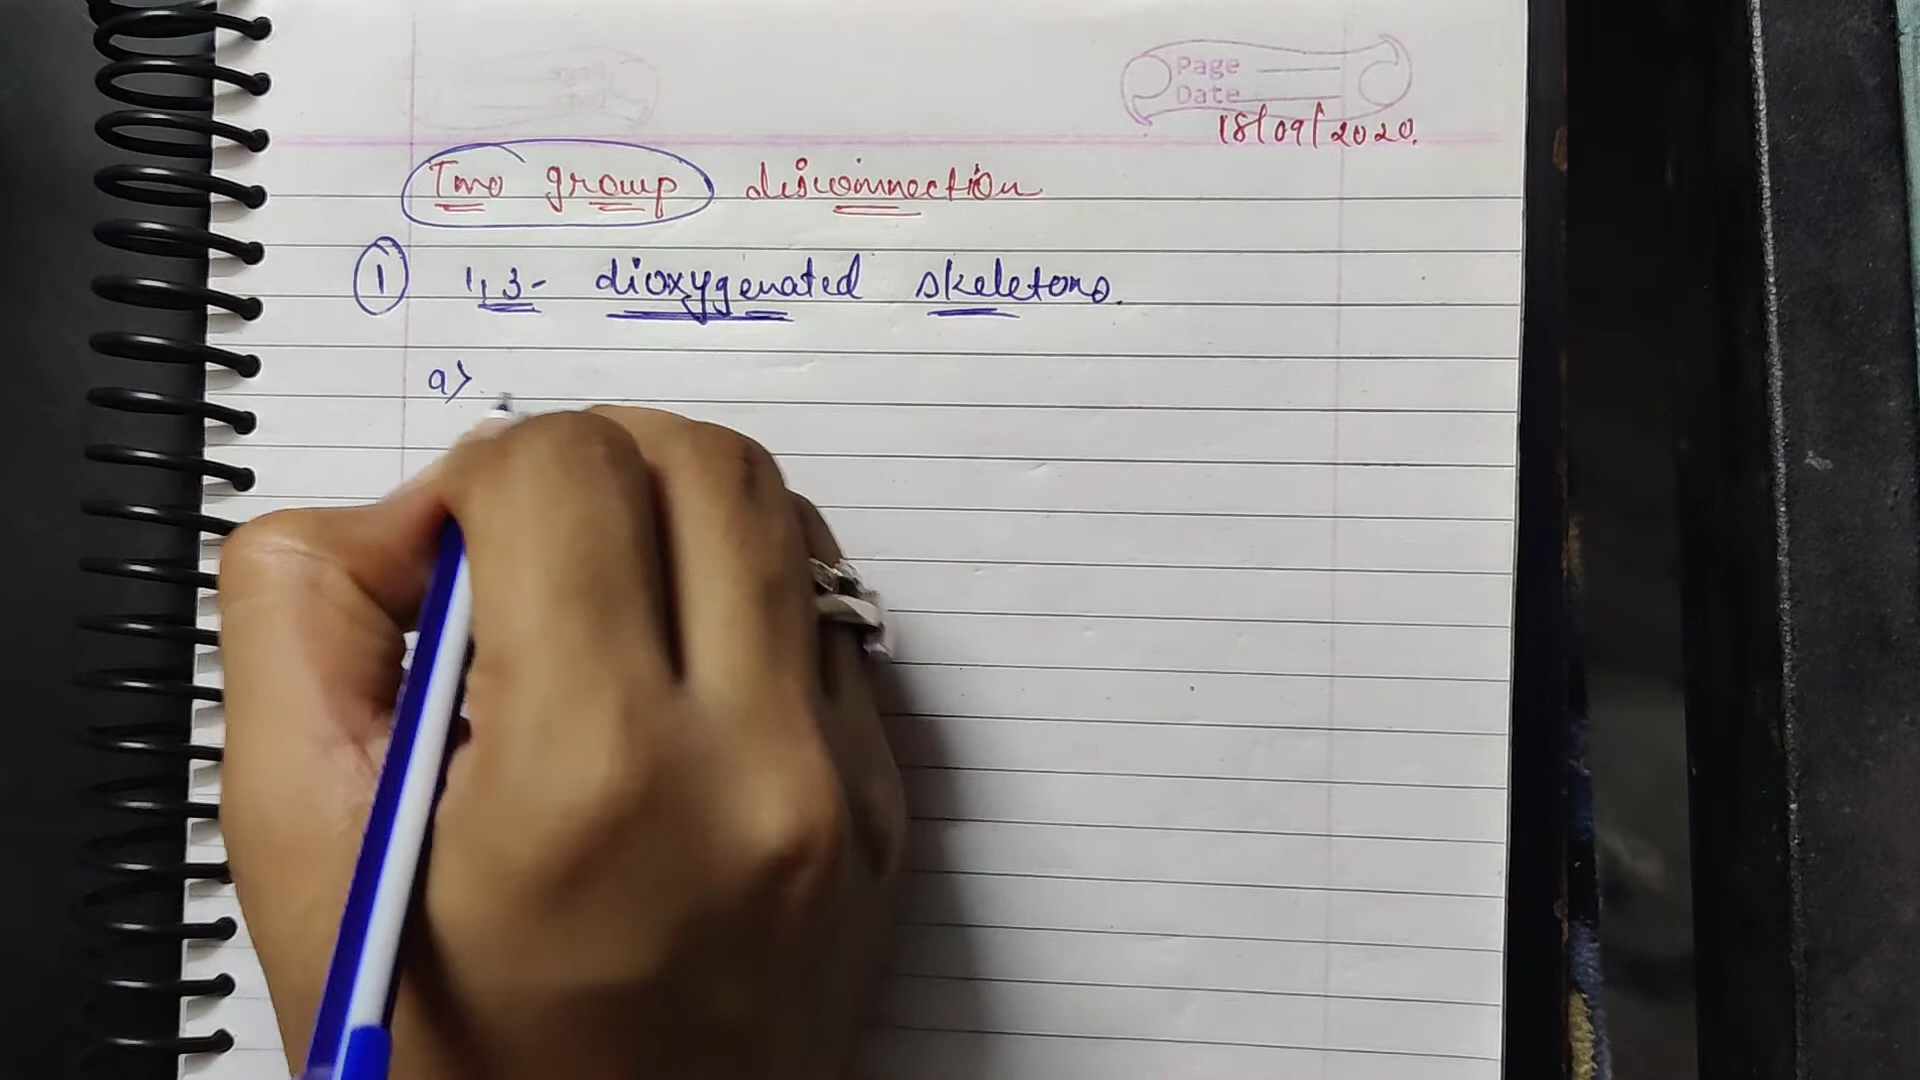 Page
Date
18/09/2020.
Two group disconnection
1 1,3- dioxygenated skeletons.
a>